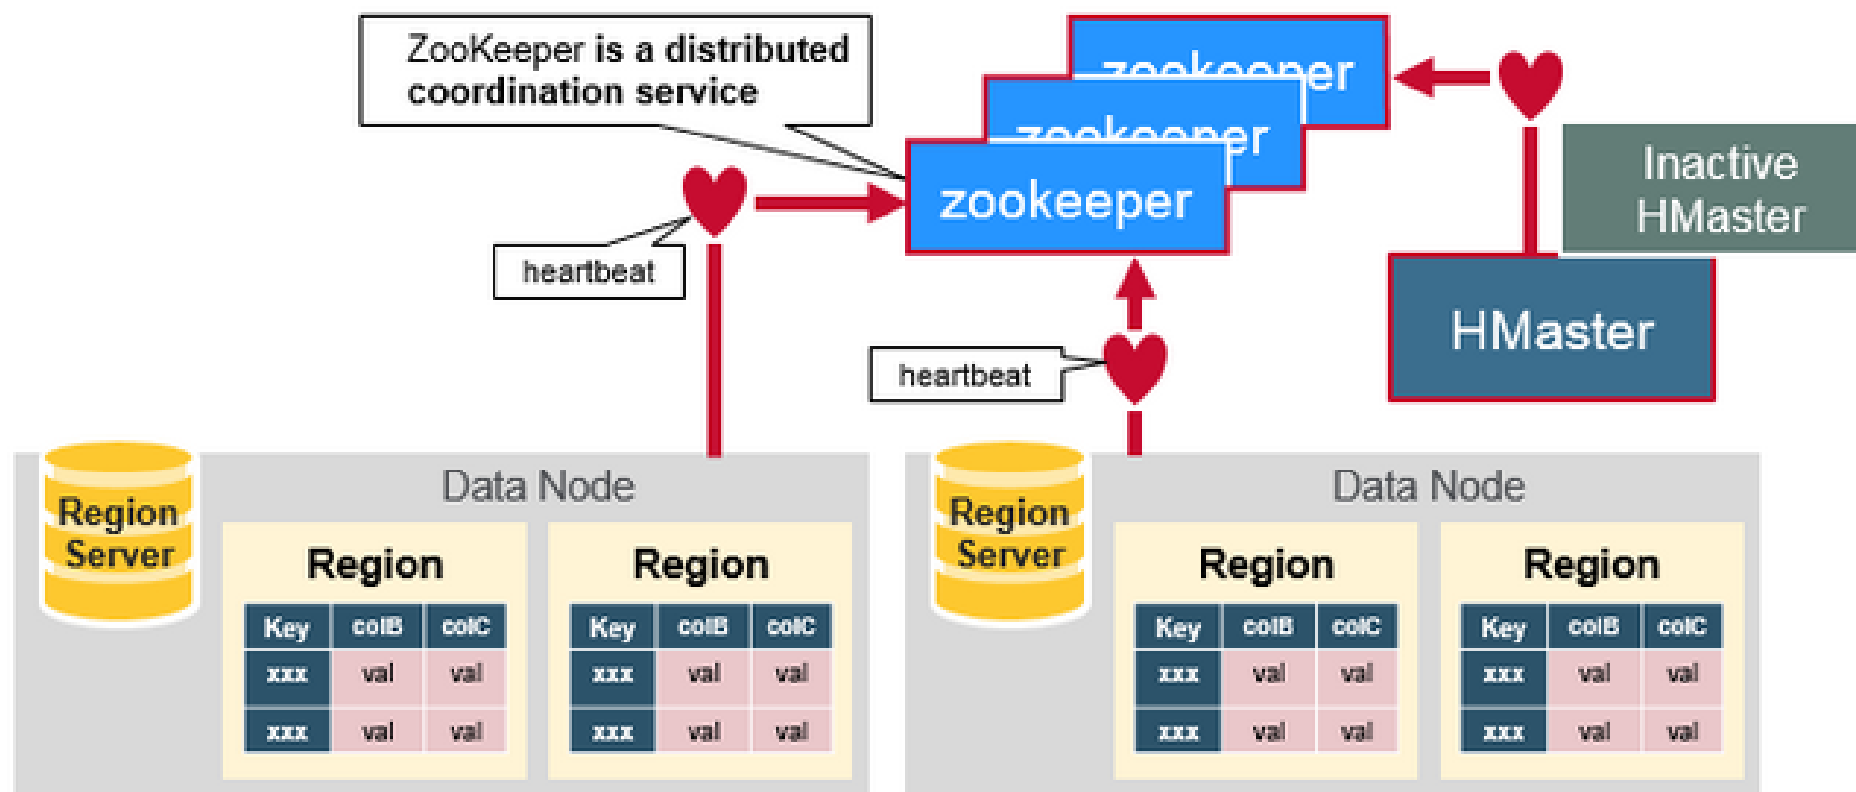 ZooKeeper is a distributed
coordination service
zookeeper
zookeeper
zookeeper
Inactive
HMaster
HMaster
heartbeat
heartbeat
Data Node
Region
Server
Region
Key colB colC
xxx val val
xxx val val
Region
Key colB colC
xxx val val
xxx val val
Data Node
Region
Server
Region
Key colB colC
xxx val val
xxx val val
Region
Key colB colC
xxx val val
xxx val val